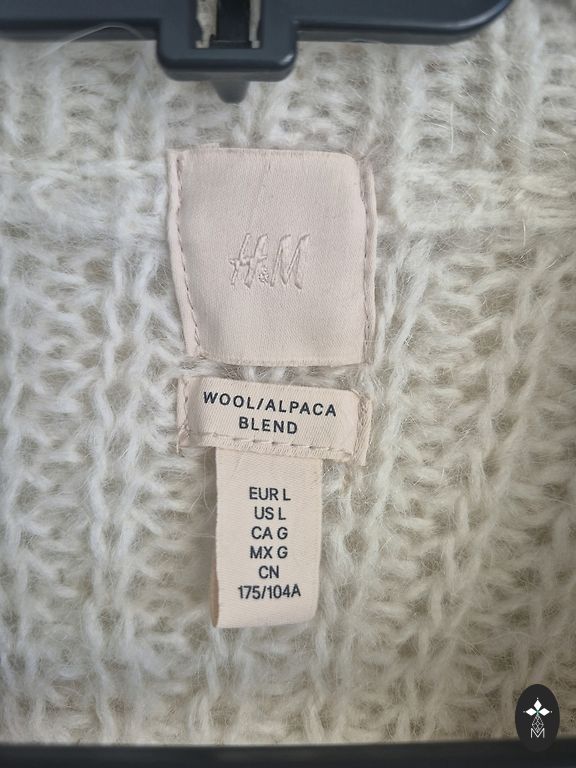 H&M
WOOL/ALPACA
BLEND
EUR L
US L
CA G
MX G
CN
175/104A
M